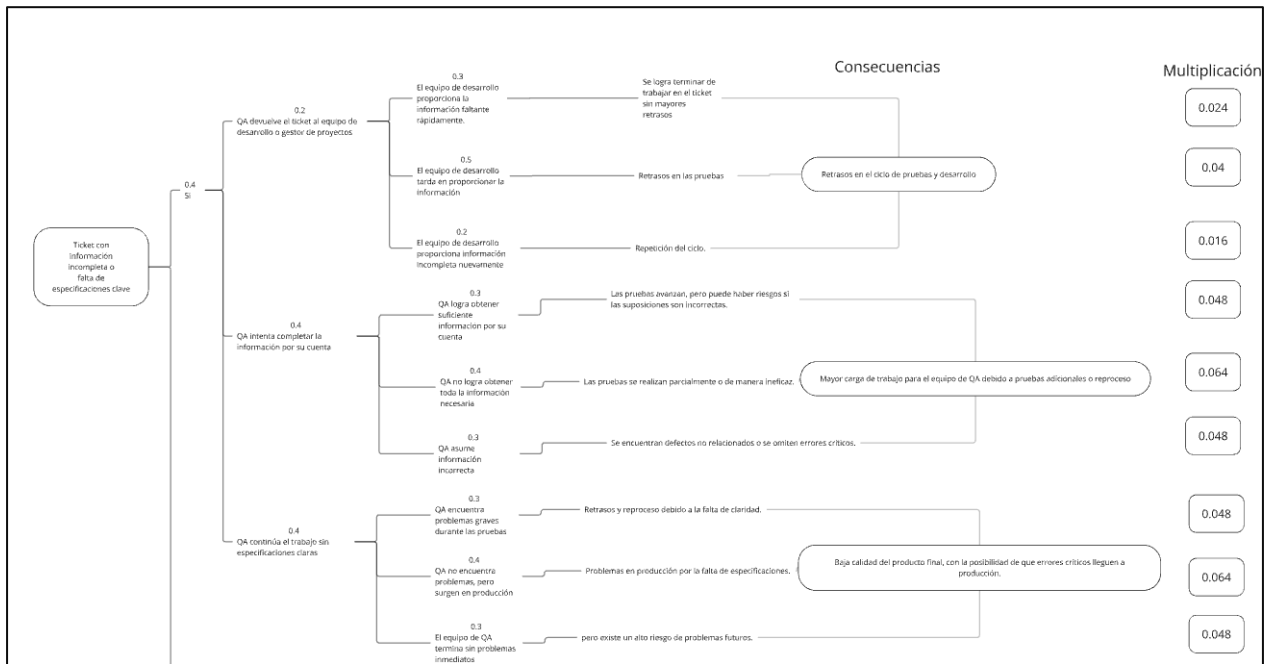 Consecuencias
Multiplicación
Ticket con
información
incompleta o
falta de
especificaciones clave
0.4
Si
0.2
QA devuelve el ticket al equipo de
desarrollo o gestor de proyectos
0.3
El equipo de desarrollo
proporciona la
información faltante
rápidamente.
Se logra terminar de
trabajar en el ticket
sin mayores
retrasos
0.024
0.5
El equipo de desarrollo
tarda en proporcionar la
información
Retrasos en las pruebas
Retrasos en el ciclo de pruebas y desarrollo
0.04
0.2
El equipo de desarrollo
proporciona información
incompleta nuevamente
Repetición del ciclo.
0.016
0.4
QA intenta completar la
información por su cuenta
0.3
QA logra obtener
suficiente
información por su
cuenta
Las pruebas avanzan, pero puede haber riesgos si
las suposiciones son incorrectas.
0.048
0.4
QA no logra obtener
toda la información
necesaria
Las pruebas se realizan parcialmente o de manera ineficaz.
Mayor carga de trabajo para el equipo de QA debido a pruebas adicionales o reproceso
0.064
0.3
QA asume
información
incorrecta
Se encuentran defectos no relacionados o se omiten errores críticos.
0.048
0.4
QA continúa el trabajo sin
especificaciones claras
0.3
QA encuentra
problemas graves
durante las pruebas
Retrasos y reproceso debido a la falta de claridad.
0.048
0.4
QA no encuentra
problemas, pero
surgen en producción
Problemas en producción por la falta de especificaciones.
Baja calidad del producto final, con la posibilidad de que errores críticos lleguen a
producción.
0.064
0.3
El equipo de QA
termina sin problemas
inmediatos
pero existe un alto riesgo de problemas futuros.
0.048